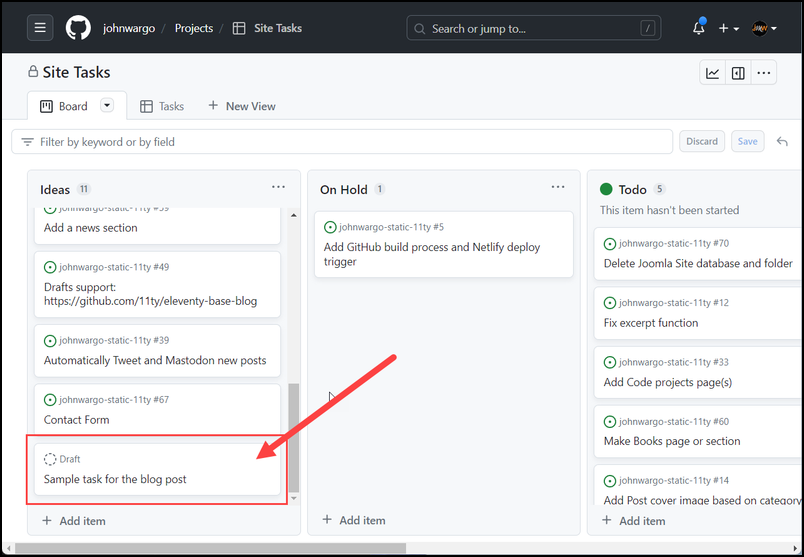 johnwargo / Projects / Site Tasks
Search or jump to...
/
Site Tasks
Board
Tasks
+ New View
Filter by keyword or by field
Discard
Save
Ideas 11
johnwargo-static-11ty #59
Add a news section
johnwargo-static-11ty #49
Drafts support:
https://github.com/11ty/eleventy-base-blog
johnwargo-static-11ty #39
Automatically Tweet and Mastodon new posts
johnwargo-static-11ty #67
Contact Form
Draft
Sample task for the blog post
+ Add item
On Hold 1
johnwargo-static-11ty #5
Add GitHub build process and Netlify deploy
trigger
+ Add item
Todo 5
This item hasn't been started
johnwargo-static-11ty #70
Delete Joomla Site database and folder
johnwargo-static-11ty #12
Fix excerpt function
johnwargo-static-11ty #33
Add Code projects page(s)
johnwargo-static-11ty #60
Make Books page or section
johnwargo-static-11ty #14
Add Post cover image based on category
+ Add item